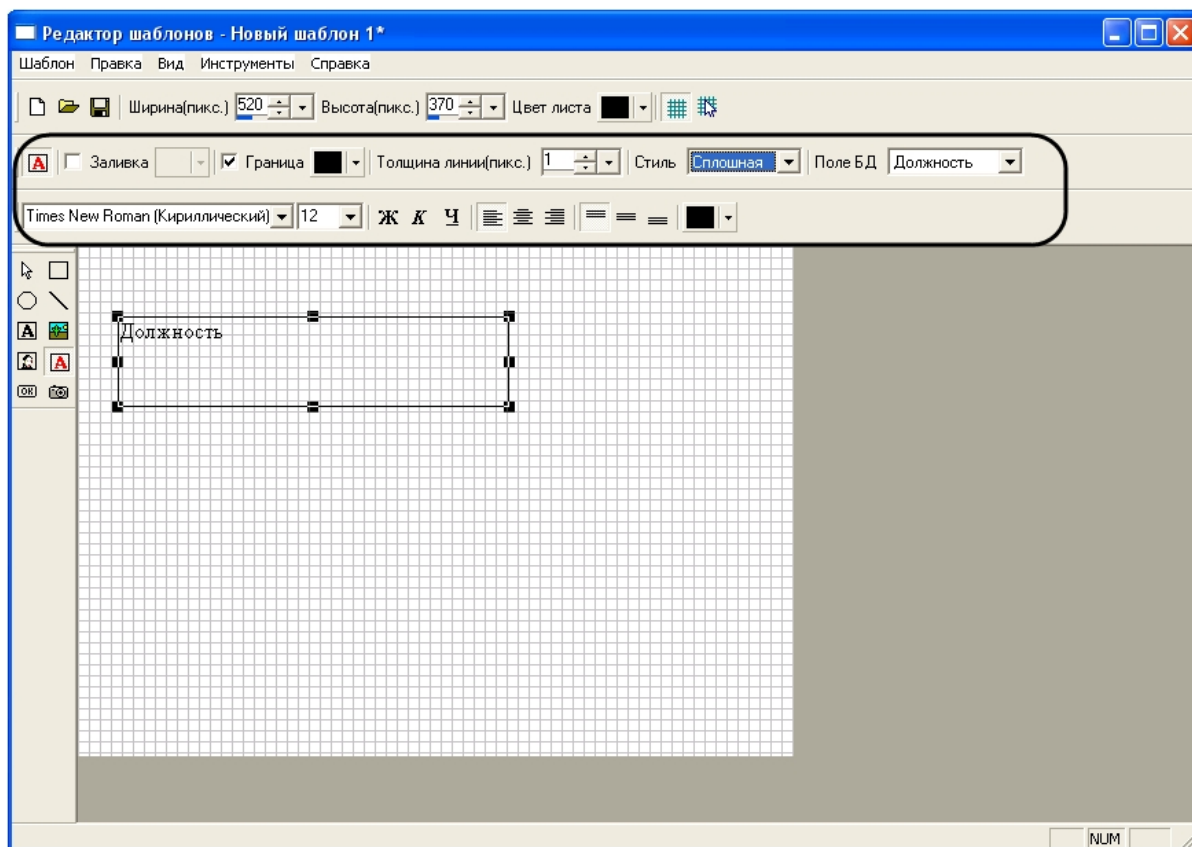 Редактор шаблонов - Новый шаблон 1*
Шаблон Правка Вид Инструменты Справка
Ширина(пикс.) 520 Высота(пикс.) 370 Цвет листа
A Заливка Граница Толщина линии(пикс.) 1 Стиль Сплошная Поле БД Должность
Times New Roman (Кириллический) 12 Ж К Ч
Должность
A
A
OK
NUM